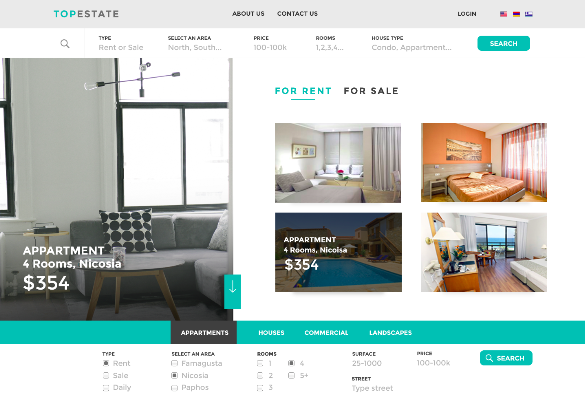 TOPESTATE
ABOUT US CONTACT US
LOGIN
TYPE
Rent or Sale
SELECT AN AREA
North, South...
PRICE
100-100k
ROOMS
1,2,3,4...
HOUSE TYPE
Condo, Appartment...
SEARCH
FOR RENT FOR SALE
APPARTMENT
4 Rooms, Nicosia
$354
APPARTMENT
4 Rooms, Nicoisa
$354
APPARTMENTS HOUSES COMMERCIAL LANDSCAPES
TYPE
Rent
Sale
Daily
SELECT AN AREA
Famagusta
Nicosia
Paphos
ROOMS
1 4
2 5+
3
SURFACE
25-1000
STREET
Type street
PRICE
100-100k
SEARCH